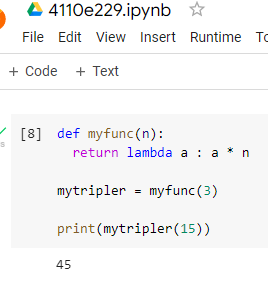 4110e229.ipynb
File Edit View Insert Runtime
+ Code + Text
[8] def myfunc(n):
return lambda a : a * n
mytripler = myfunc(3)
print(mytripler(15))
45